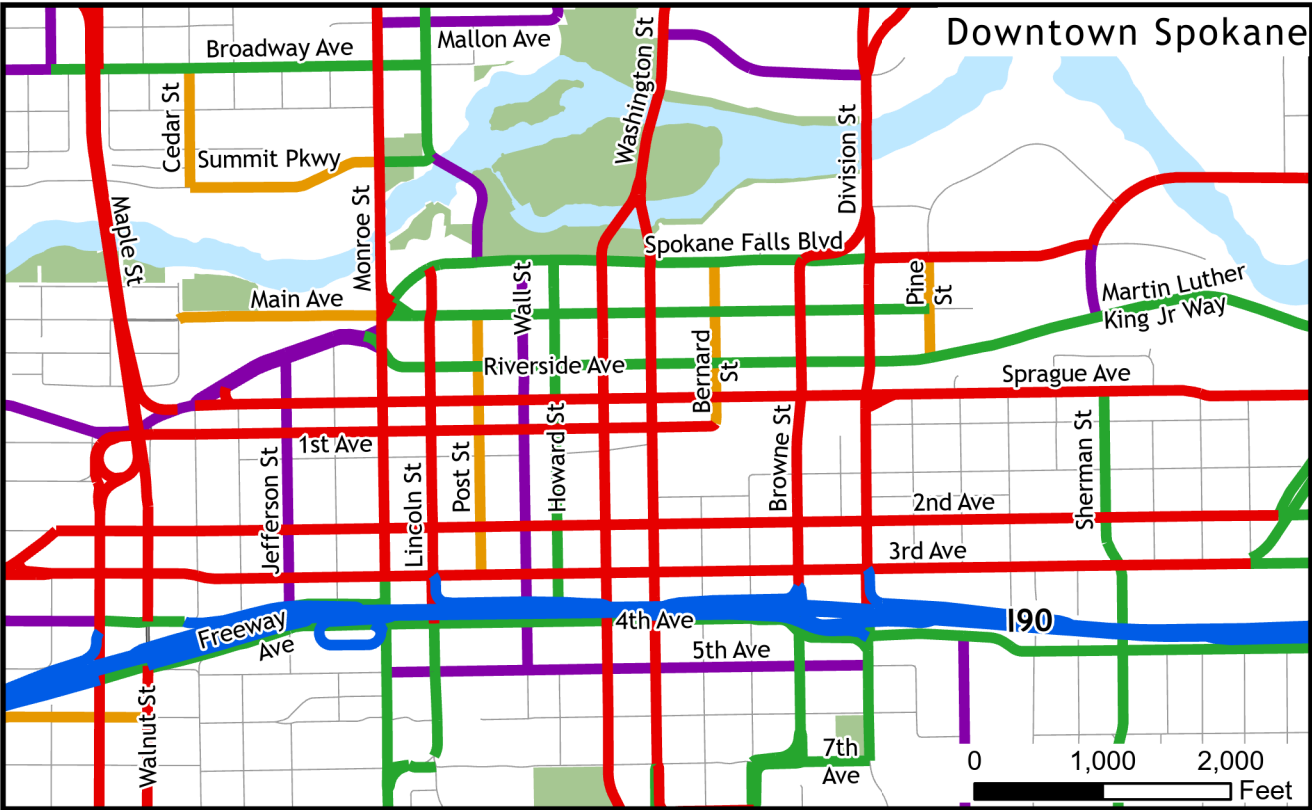 Downtown Spokane
Broadway Ave
Mallon Ave
Washington St
Cedar St
Summit Pkwy
Division St
Maple St
Monroe St
Spokane Falls Blvd
Main Ave
Wall St
Pine
St
Martin Luther
King Jr Way
Riverside Ave
Bernard
St
Sprague Ave
1st Ave
Jefferson St
Lincoln St
Post St
Howard St
Browne St
Sherman St
2nd Ave
3rd Ave
Freeway
Ave
4th Ave
I90
5th Ave
Walnut St
7th
Ave
0 1,000 2,000
Feet